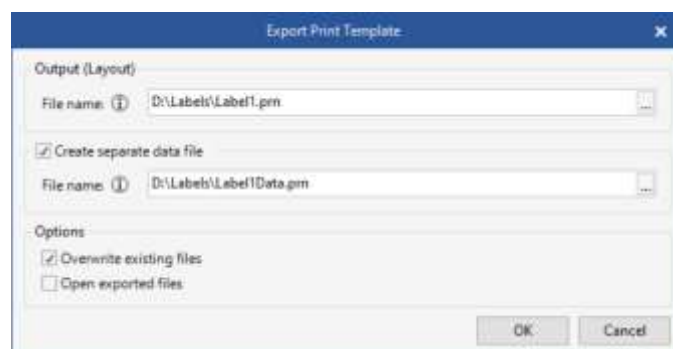 Export Print Template
Output (Layout)
File name: D:\Labels\Label1.prn
...
Create separate data file
File name: D:\Labels\Label1Data.prn
...
Options
Overwrite existing files
Open exported files
OK Cancel